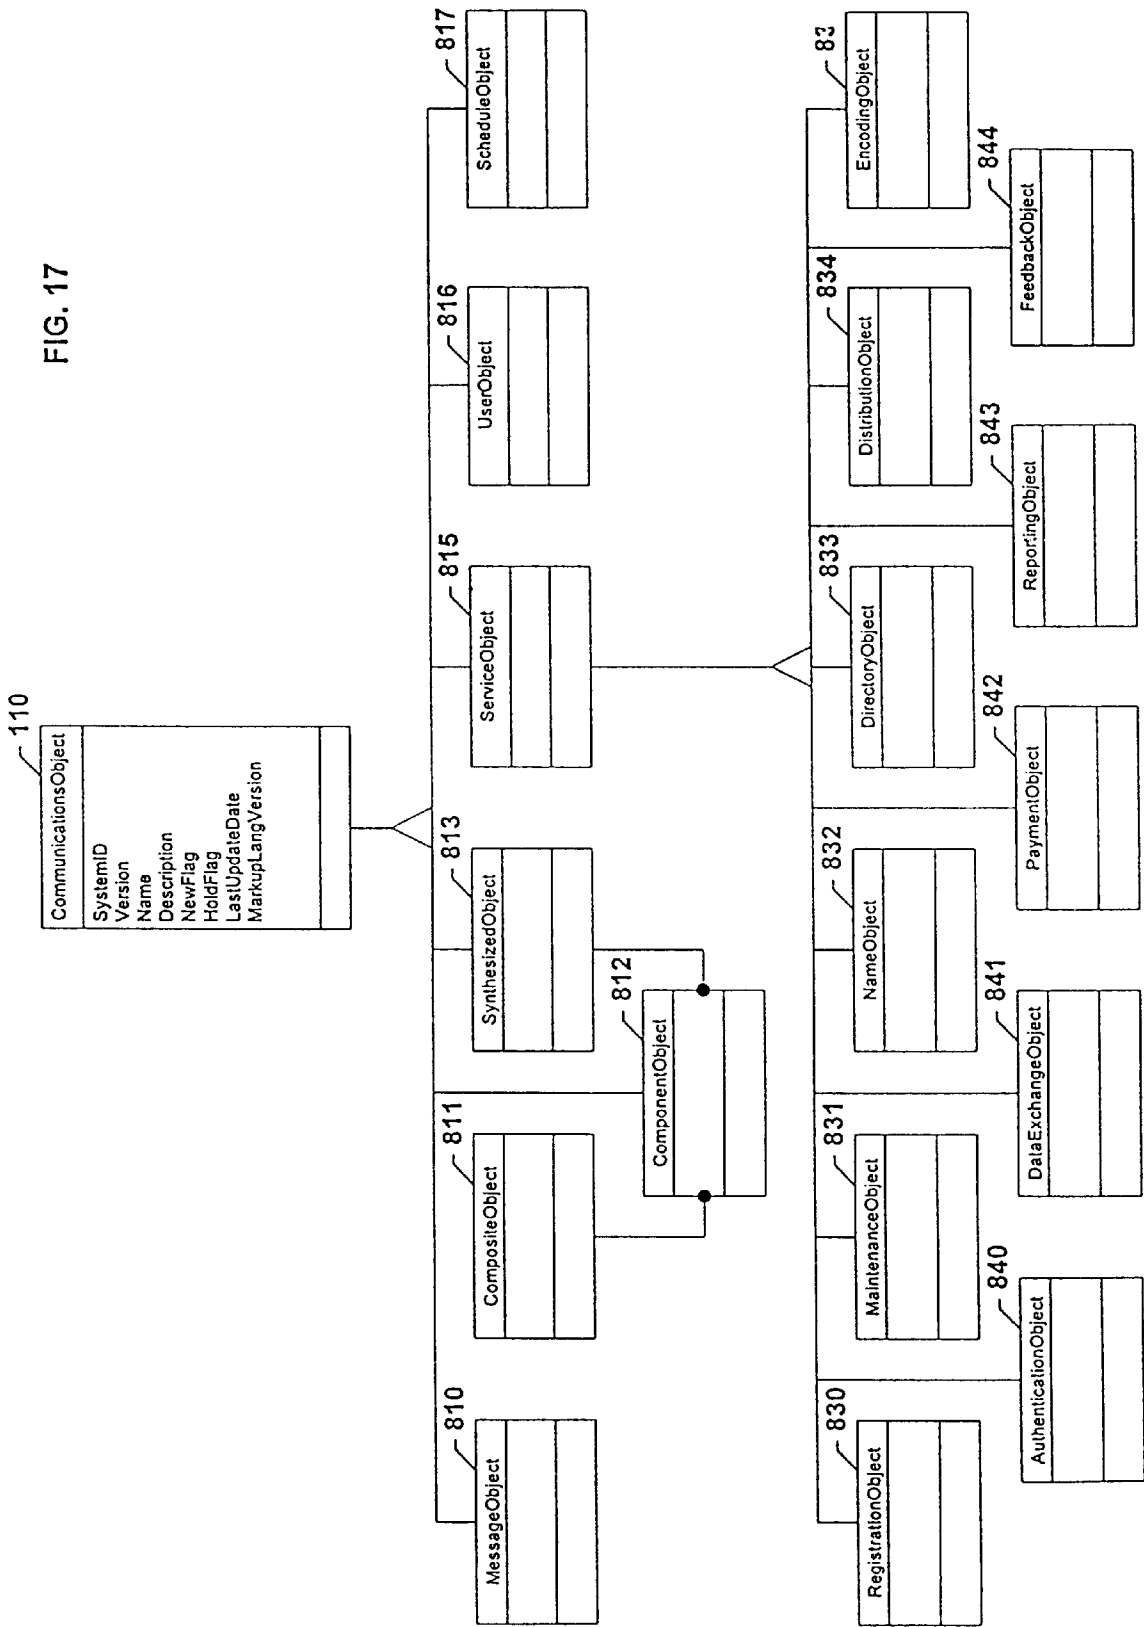 FIG. 17
110
CommunicationsObject
SystemID
Version
Name
Description
NewFlag
HoldFlag
LastUpdateDate
MarkupLangVersion
810
MessageObject
811
CompositeObject
813
SynthesizedObject
815
ServiceObject
816
UserObject
817
ScheduleObject
812
ComponentObject
830
RegistrationObject
831
MaintenanceObject
832
NameObject
833
DirectoryObject
834
DistributionObject
83
EncodingObject
840
AuthenticationObject
841
DataExchangeObject
842
PaymentObject
843
ReportingObject
844
FeedbackObject